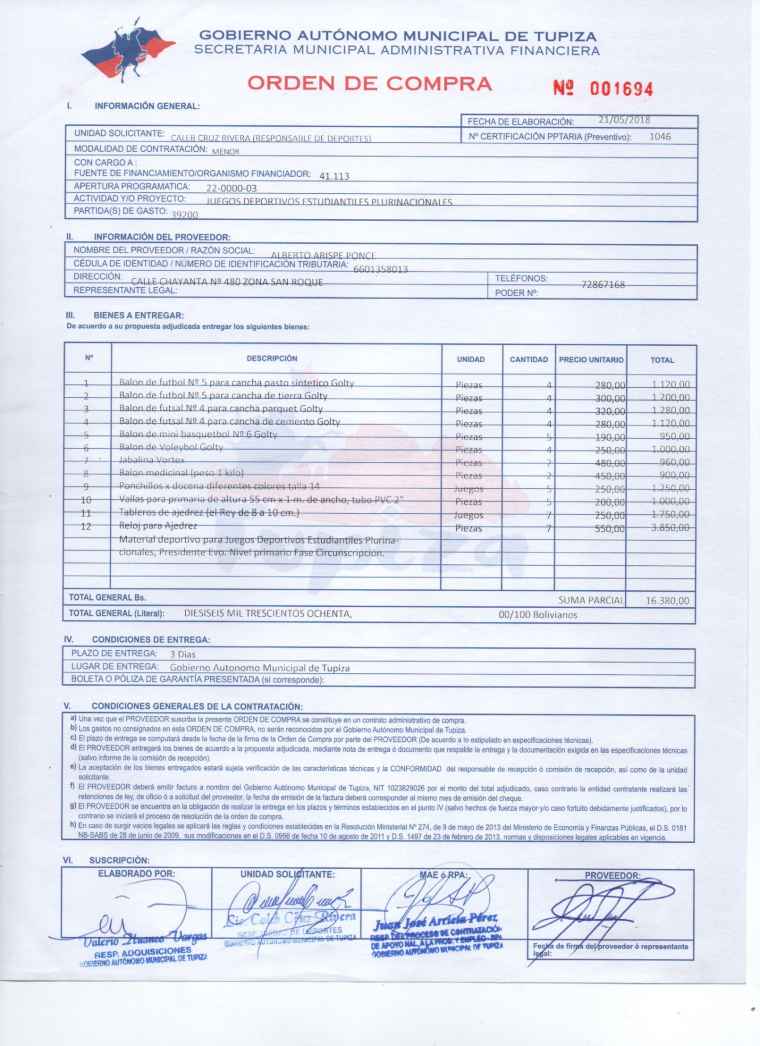 GOBIERNO AUTÓNOMO MUNICIPAL DE TUPIZA
SECRETARIA MUNICIPAL ADMINISTRATIVA FINANCIERA
ORDEN DE COMPRA Nº 001694
I. INFORMACIÓN GENERAL:
FECHA DE ELABORACIÓN: 21/05/2018
UNIDAD SOLICITANTE: CALEB CRUZ RIVERA (RESPONSABLE DE DEPORTES) Nº CERTIFICACIÓN PPTARIA (Preventivo): 1046
MODALIDAD DE CONTRATACIÓN: MENOR
CON CARGO A :
FUENTE DE FINANCIAMIENTO/ORGANISMO FINANCIADOR: 41.113
APERTURA PROGRAMATICA: 22-0000-03
ACTIVIDAD Y/O PROYECTO: JUEGOS DEPORTIVOS ESTUDIANTILES PLURINACIONALES
PARTIDA(S) DE GASTO: 39200
II. INFORMACIÓN DEL PROVEEDOR:
NOMBRE DEL PROVEEDOR / RAZÓN SOCIAL: ALBERTO ARISPE PONCE
CÉDULA DE IDENTIDAD / NÚMERO DE IDENTIFICACIÓN TRIBUTARIA: 6601358013
DIRECCIÓN: CALLE CHAYANTA Nº 480 ZONA SAN ROQUE TELÉFONOS: 72867168
REPRESENTANTE LEGAL: PODER Nº:
III. BIENES A ENTREGAR:
De acuerdo a su propuesta adjudicada entregar los siguientes bienes:
Nº DESCRIPCIÓN UNIDAD CANTIDAD PRECIO UNITARIO TOTAL
1 Balon de futbol Nº 5 para cancha pasto sintetico Golty Piezas 4 280,00 1.120,00
2 Balon de futbol Nº 5 para cancha de tierra Golty Piezas 4 300,00 1.200,00
3 Balon de futsal Nº 4 para cancha parquet Golty Piezas 4 320,00 1.280,00
4 Balon de futsal Nº 4 para cancha de cemento Golty Piezas 4 280,00 1.120,00
5 Balon de mini basquetbol Nº 6 Golty Piezas 5 190,00 950,00
6 Balon de Voleybol Golty Piezas 4 250,00 1.000,00
7 Jabalina Vortex Piezas 2 480,00 960,00
8 Balon medicinal (peso 1 kilo) Piezas 2 450,00 900,00
9 Ponchillos x docena diferentes colores talla 14 Juegos 5 250,00 1.250,00
10 Vallas para primaria de altura 55 cm x 1 m. de ancho, tubo PVC 2" Piezas 5 200,00 1.000,00
11 Tableros de ajedrez (el Rey de 8 a 10 cm.) Juegos 7 250,00 1.750,00
12 Reloj para Ajedrez Piezas 7 550,00 3.850,00
Material deportivo para Juegos Deportivos Estudiantiles Plurina-
cionales, Presidente Evo. Nivel primario Fase Circunscripcion.
Tupiza
TOTAL GENERAL Bs. SUMA PARCIAL 16.380,00
TOTAL GENERAL (Literal): DIESISEIS MIL TRESCIENTOS OCHENTA, 00/100 Bolivianos
IV. CONDICIONES DE ENTREGA:
PLAZO DE ENTREGA: 3 Dias
LUGAR DE ENTREGA: Gobierno Autonomo Municipal de Tupiza
BOLETA O PÓLIZA DE GARANTÍA PRESENTADA (si corresponde):
V. CONDICIONES GENERALES DE LA CONTRATACIÓN:
a) Una vez que el PROVEEDOR suscriba la presente ORDEN DE COMPRA se constituye en un contrato administrativo de compra.
b) Los gastos no consignados en esta ORDEN DE COMPRA, no serán reconocidos por el Gobierno Autónomo Municipal de Tupiza.
c) El plazo de entrega se computará desde la fecha de la firma de la Orden de Compra por parte del PROVEEDOR (De acuerdo a lo estipulado en especificaciones técnicas).
d) El PROVEEDOR entregará los bienes de acuerdo a la propuesta adjudicada, mediante nota de entrega ó documento que respalde la entrega y la documentación exigida en las especificaciones técnicas
(salvo informe de la comisión de recepción).
e) La aceptación de los bienes entregados estará sujeta verificación de las características técnicas y la CONFORMIDAD del responsable de recepción ó comisión de recepción, así como de la unidad
solicitante.
f) El PROVEEDOR deberá emitir factura a nombre del Gobierno Autónomo Municipal de Tupiza, NIT 1023829026 por el monto del total adjudicado, caso contrario la entidad contratante realizará las
retenciones de ley, de oficio ó a solicitud del proveedor, la fecha de emisión de la factura deberá corresponder al mismo mes de emisión del cheque.
g) El PROVEEDOR se encuentra en la obligación de realizar la entrega en los plazos y términos establecidos en el punto IV (salvo hechos de fuerza mayor y/o caso fortuito debidamente justificados), por lo
contrario se iniciará el proceso de resolución de la orden de compra.
h) En caso de surgir vacios legales se aplicará las reglas y condiciones establecidas en la Resolución Ministerial Nº 274, de 9 de mayo de 2013 del Ministerio de Economía y Finanzas Públicas, el D.S. 0181
NB-SABS de 28 de junio de 2009, sus modificaciones en el D.S. 0956 de fecha 10 de agosto de 2011 y D.S. 1497 de 23 de febrero de 2013, normas y disposiciones legales aplicables en vigencia.
VI. SUSCRIPCIÓN:
ELABORADO POR: UNIDAD SOLICITANTE: MAE ó RPA: PROVEEDOR:
Valerio Huanco Vargas
RESP. ADQUISICIONES
GOBIERNO AUTÓNOMO MUNICIPAL DE TUPIZA
Caleb Cruz Rivera
DEPORTES
GOBIERNO AUTONOMO MUNICIPAL DE TUPIZA
Juan José Arriola Pérez
RESP. DEL PROCESO DE CONTRATACIÓN
DE APOYO NAL. A LA PROD. Y EMPLEO - RPA
GOBIERNO AUTÓNOMO MUNICIPAL DE TUPIZA
Fecha de firma del proveedor ó representante
legal: